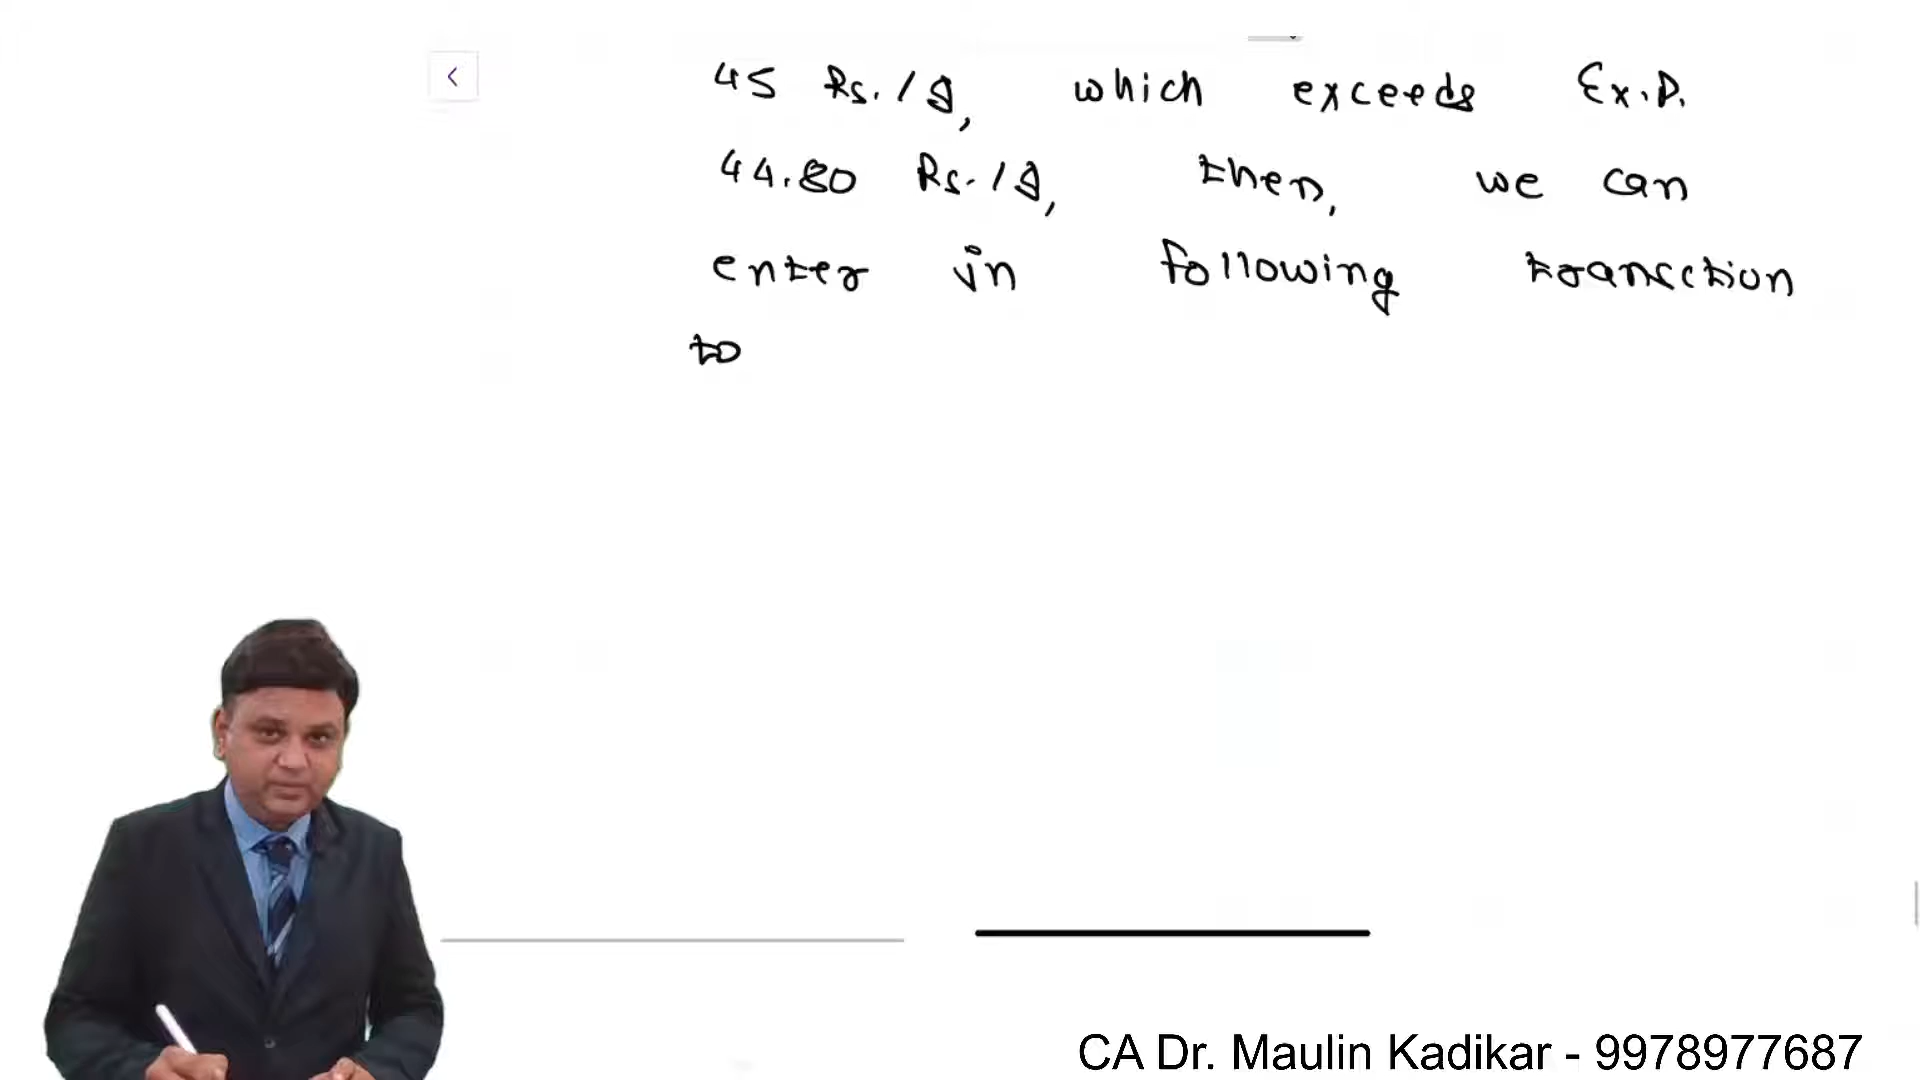 45 Rs./$, which exceeds Ex.P.
44.80 Rs./$, then, we can
enter in following transction
to
CA Dr. Maulin Kadikar - 9978977687